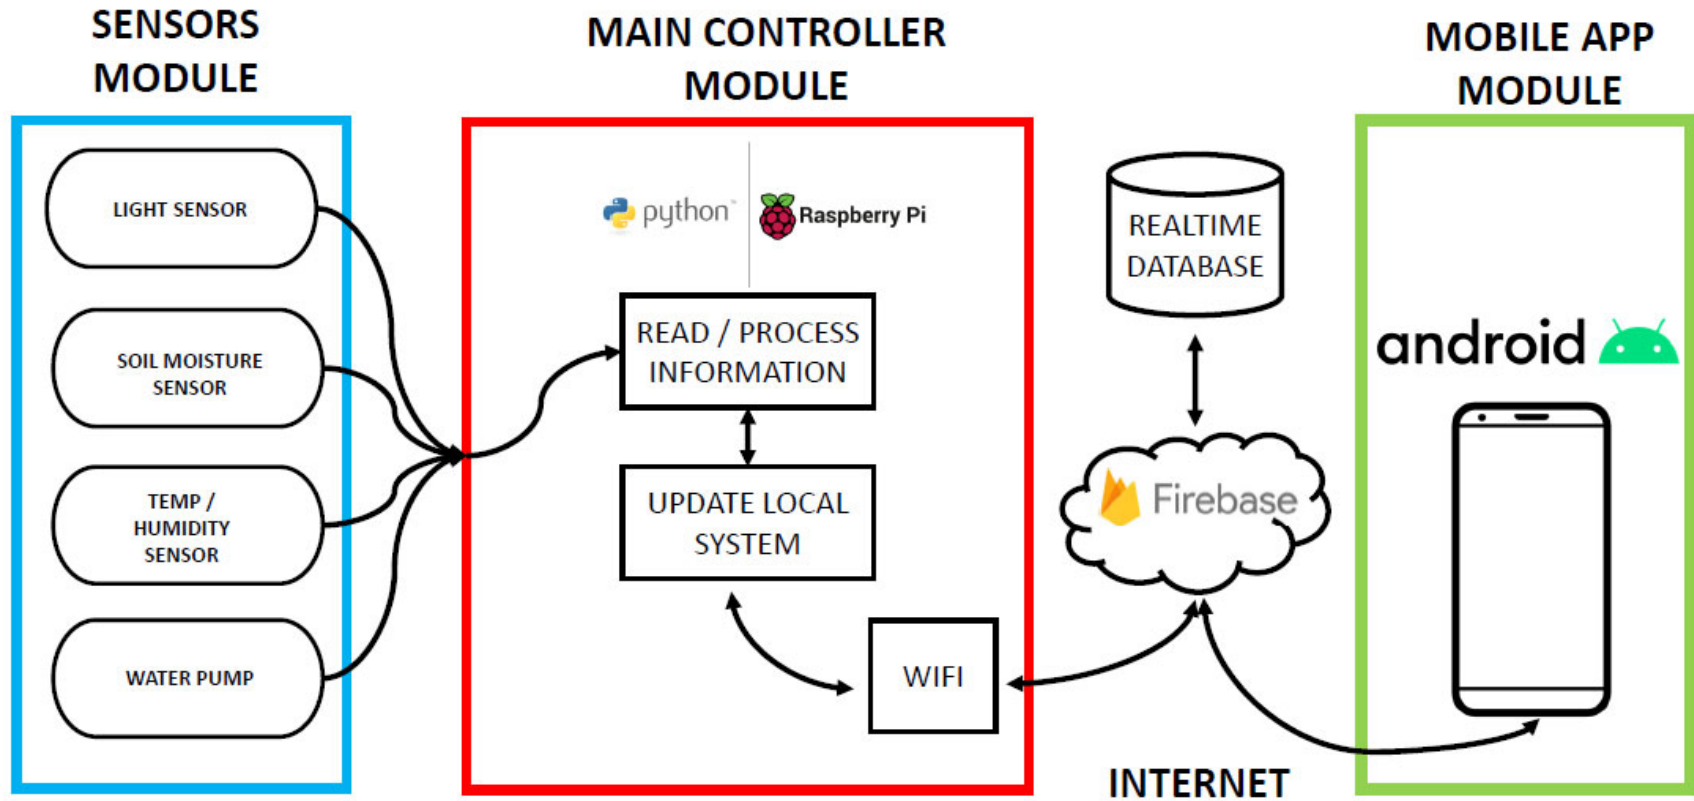 SENSORS
MODULE
LIGHT SENSOR
SOIL MOISTURE
SENSOR
TEMP /
HUMIDITY
SENSOR
WATER PUMP
MAIN CONTROLLER
MODULE
python™
Raspberry Pi
READ / PROCESS
INFORMATION
UPDATE LOCAL
SYSTEM
WIFI
REALTIME
DATABASE
Firebase
INTERNET
MOBILE APP
MODULE
android